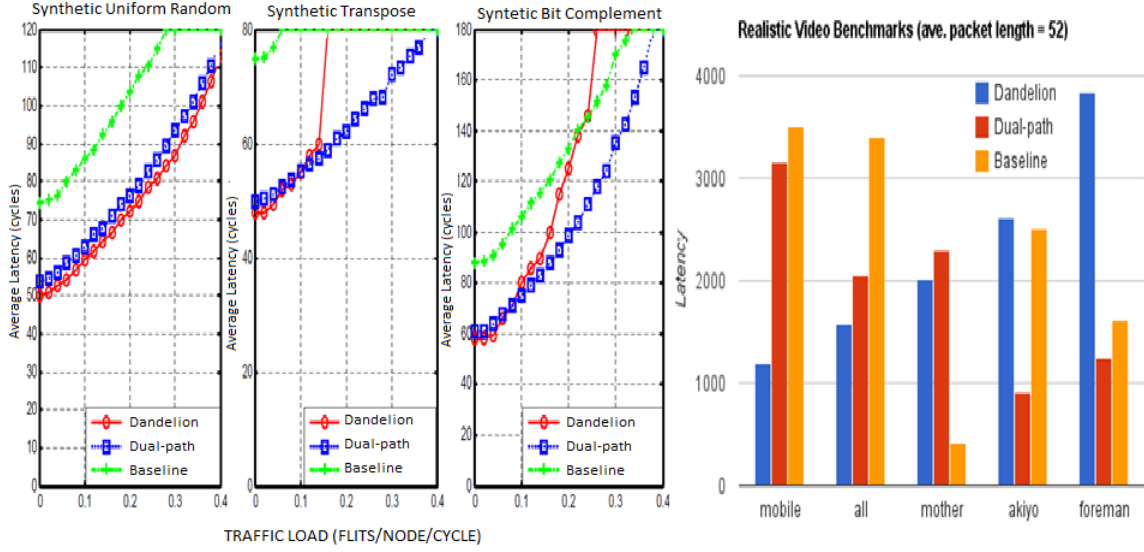 Synthetic Uniform Random
Synthetic Transpose
Syntetic Bit Complement
Average Latency (cycles)
120
110
100
90
80
70
60
50
40
30
20
10
0
0
0.1
0.2
0.3
0.4
Dandelion
Dual-path
Baseline
Average Latency (cycles)
80
60
40
20
0
0
0.1
0.2
0.3
0.4
Dandelion
Dual-path
Baseline
Average Latency (cycles)
180
160
140
120
100
80
60
40
20
0
0
0.1
0.2
0.3
0.4
Dandelion
Dual-path
Baseline
TRAFFIC LOAD (FLITS/NODE/CYCLE)
Realistic Video Benchmarks (ave. packet length = 52)
Latency
4000
3000
2000
1000
0
Dandelion
Dual-path
Baseline
mobile
all
mother
akiyo
foreman